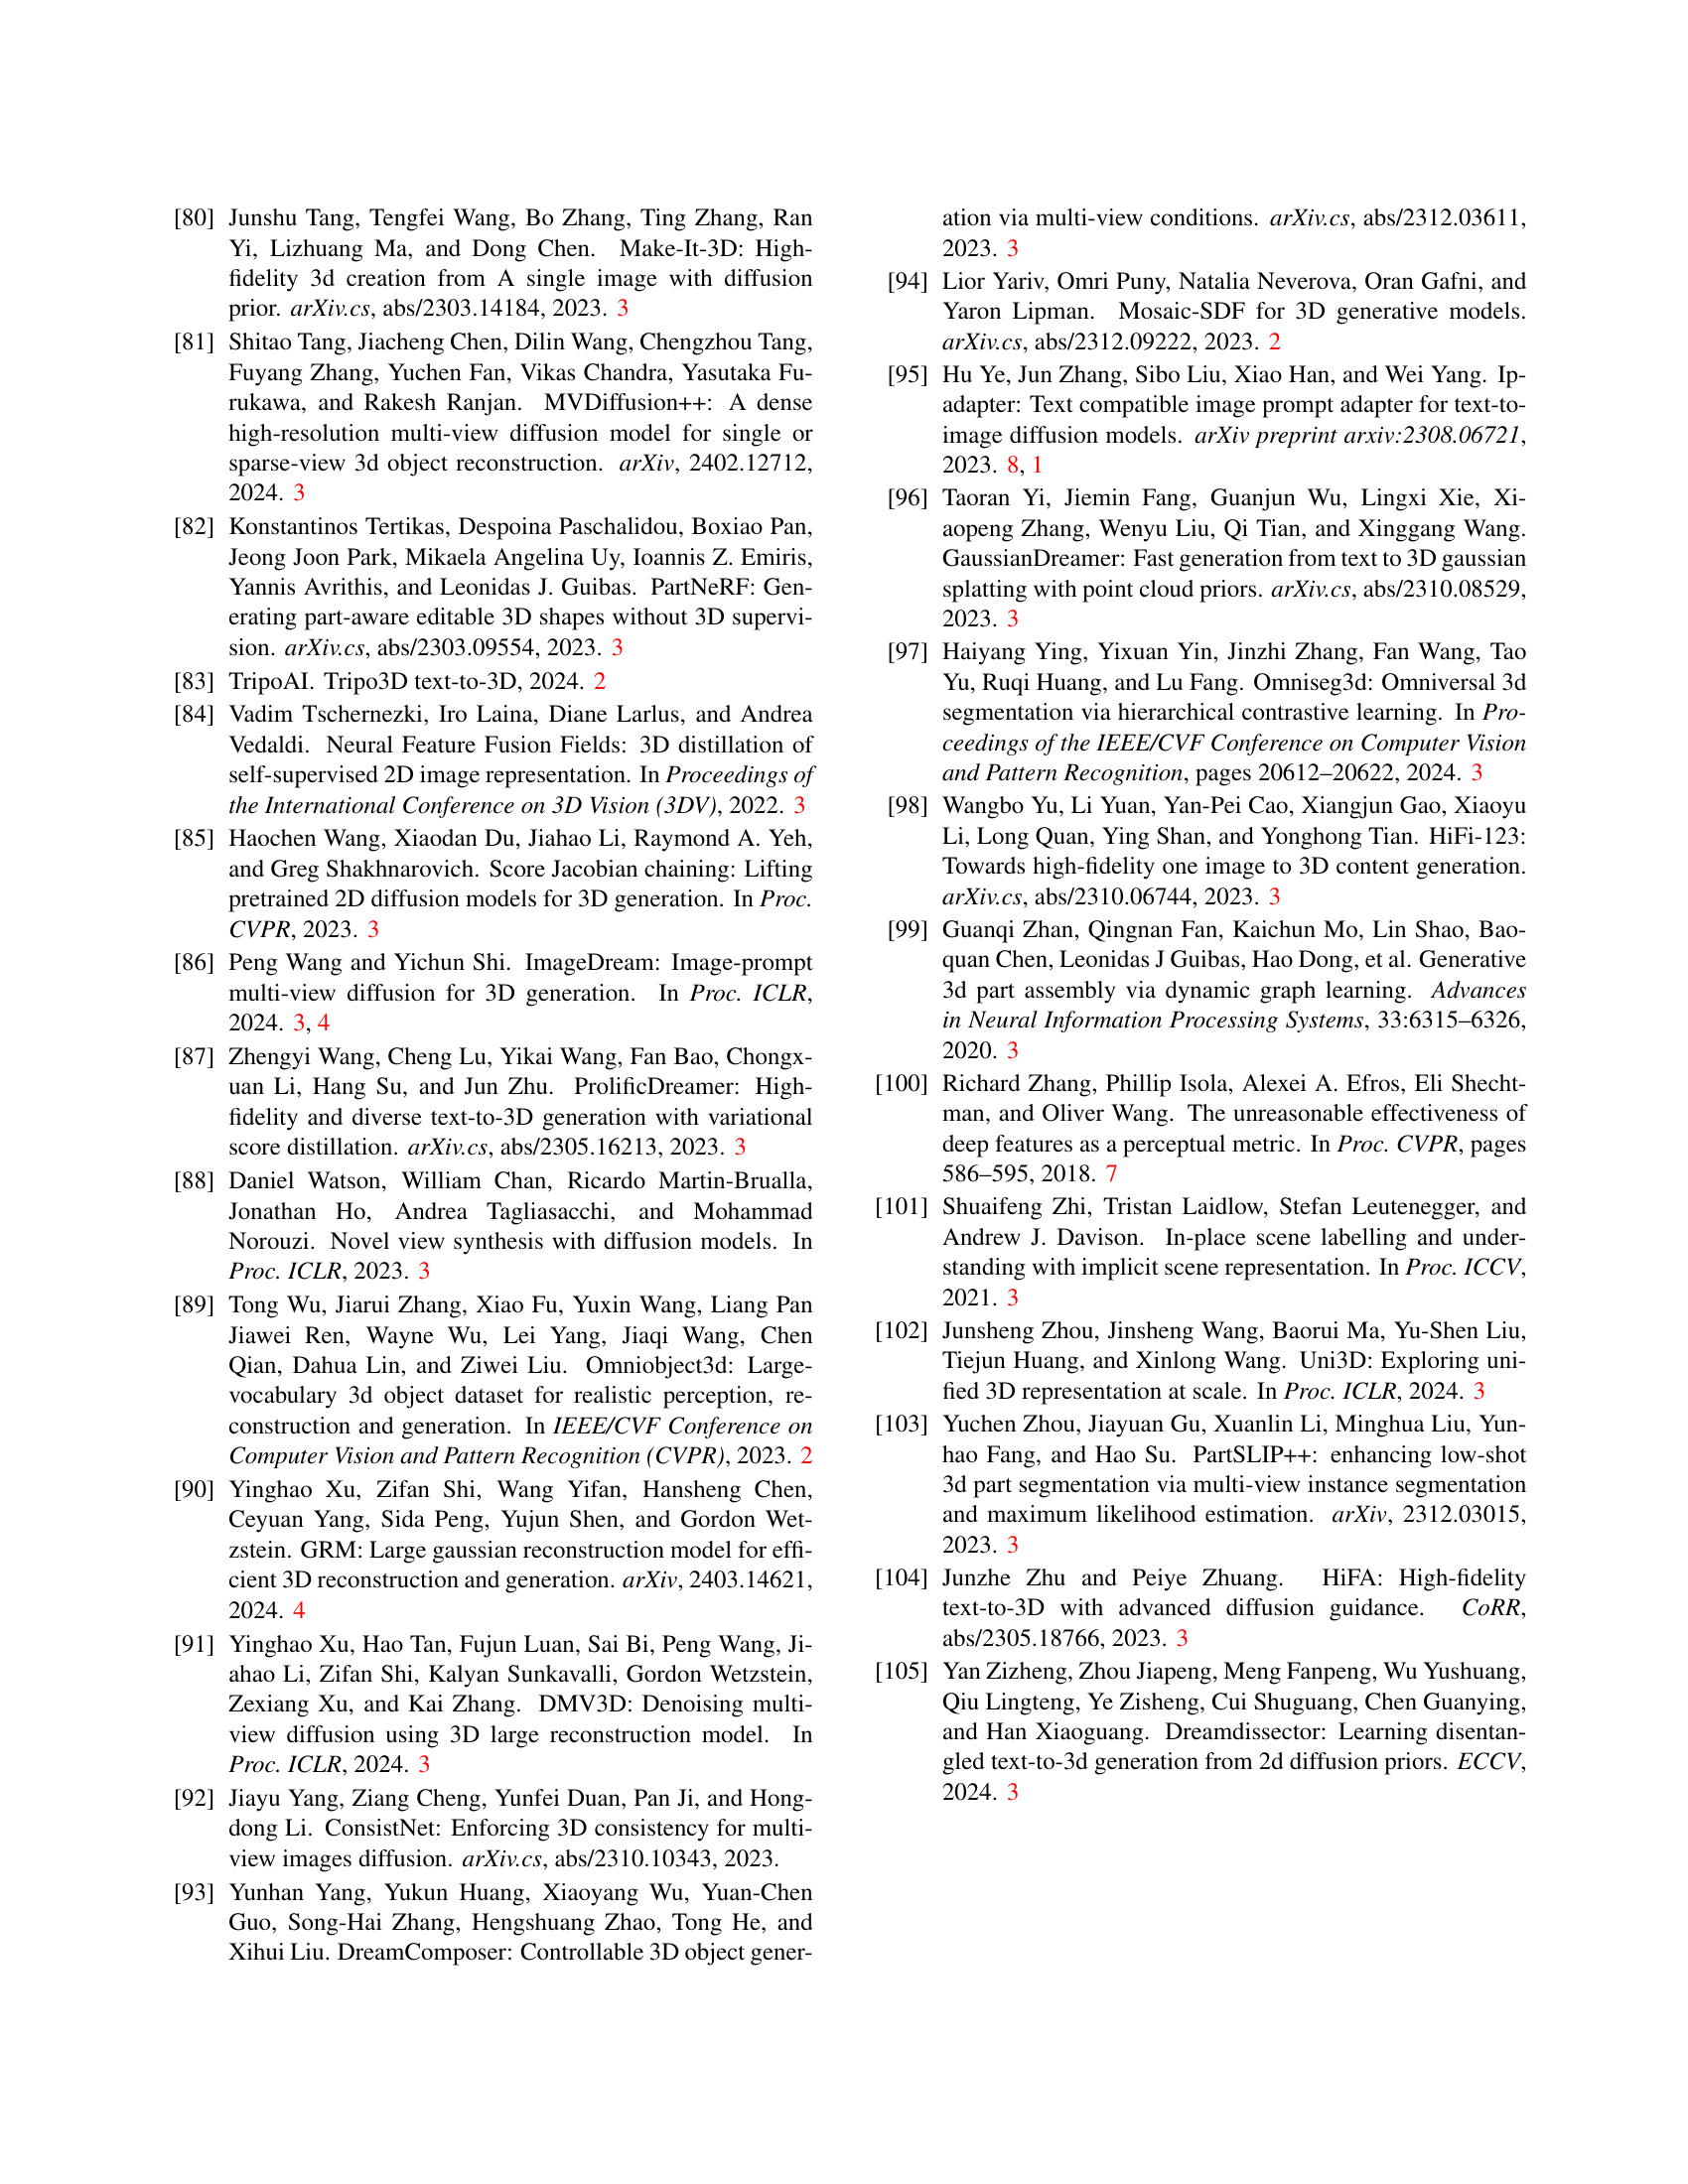 [80] Junshu Tang, Tengfei Wang, Bo Zhang, Ting Zhang, Ran
Yi, Lizhuang Ma, and Dong Chen. Make-It-3D: High-
fidelity 3d creation from A single image with diffusion
prior. arXiv.cs, abs/2303.14184, 2023. 3
[81] Shitao Tang, Jiacheng Chen, Dilin Wang, Chengzhou Tang,
Fuyang Zhang, Yuchen Fan, Vikas Chandra, Yasutaka Fu-
rukawa, and Rakesh Ranjan. MVDiffusion++: A dense
high-resolution multi-view diffusion model for single or
sparse-view 3d object reconstruction. arXiv, 2402.12712,
2024. 3
[82] Konstantinos Tertikas, Despoina Paschalidou, Boxiao Pan,
Jeong Joon Park, Mikaela Angelina Uy, Ioannis Z. Emiris,
Yannis Avrithis, and Leonidas J. Guibas. PartNeRF: Gen-
erating part-aware editable 3D shapes without 3D supervi-
sion. arXiv.cs, abs/2303.09554, 2023. 3
[83] TripoAI. Tripo3D text-to-3D, 2024. 2
[84] Vadim Tschernezki, Iro Laina, Diane Larlus, and Andrea
Vedaldi. Neural Feature Fusion Fields: 3D distillation of
self-supervised 2D image representation. In Proceedings of
the International Conference on 3D Vision (3DV), 2022. 3
[85] Haochen Wang, Xiaodan Du, Jiahao Li, Raymond A. Yeh,
and Greg Shakhnarovich. Score Jacobian chaining: Lifting
pretrained 2D diffusion models for 3D generation. In Proc.
CVPR, 2023. 3
[86] Peng Wang and Yichun Shi. ImageDream: Image-prompt
multi-view diffusion for 3D generation. In Proc. ICLR,
2024. 3, 4
[87] Zhengyi Wang, Cheng Lu, Yikai Wang, Fan Bao, Chongx-
uan Li, Hang Su, and Jun Zhu. ProlificDreamer: High-
fidelity and diverse text-to-3D generation with variational
score distillation. arXiv.cs, abs/2305.16213, 2023. 3
[88] Daniel Watson, William Chan, Ricardo Martin-Brualla,
Jonathan Ho, Andrea Tagliasacchi, and Mohammad
Norouzi. Novel view synthesis with diffusion models. In
Proc. ICLR, 2023. 3
[89] Tong Wu, Jiarui Zhang, Xiao Fu, Yuxin Wang, Liang Pan
Jiawei Ren, Wayne Wu, Lei Yang, Jiaqi Wang, Chen
Qian, Dahua Lin, and Ziwei Liu. Omniobject3d: Large-
vocabulary 3d object dataset for realistic perception, re-
construction and generation. In IEEE/CVF Conference on
Computer Vision and Pattern Recognition (CVPR), 2023. 2
[90] Yinghao Xu, Zifan Shi, Wang Yifan, Hansheng Chen,
Ceyuan Yang, Sida Peng, Yujun Shen, and Gordon Wet-
zstein. GRM: Large gaussian reconstruction model for effi-
cient 3D reconstruction and generation. arXiv, 2403.14621,
2024. 4
[91] Yinghao Xu, Hao Tan, Fujun Luan, Sai Bi, Peng Wang, Ji-
ahao Li, Zifan Shi, Kalyan Sunkavalli, Gordon Wetzstein,
Zexiang Xu, and Kai Zhang. DMV3D: Denoising multi-
view diffusion using 3D large reconstruction model. In
Proc. ICLR, 2024. 3
[92] Jiayu Yang, Ziang Cheng, Yunfei Duan, Pan Ji, and Hong-
dong Li. ConsistNet: Enforcing 3D consistency for multi-
view images diffusion. arXiv.cs, abs/2310.10343, 2023.
[93] Yunhan Yang, Yukun Huang, Xiaoyang Wu, Yuan-Chen
Guo, Song-Hai Zhang, Hengshuang Zhao, Tong He, and
Xihui Liu. DreamComposer: Controllable 3D object gener-
ation via multi-view conditions. arXiv.cs, abs/2312.03611,
2023. 3
[94] Lior Yariv, Omri Puny, Natalia Neverova, Oran Gafni, and
Yaron Lipman. Mosaic-SDF for 3D generative models.
arXiv.cs, abs/2312.09222, 2023. 2
[95] Hu Ye, Jun Zhang, Sibo Liu, Xiao Han, and Wei Yang. Ip-
adapter: Text compatible image prompt adapter for text-to-
image diffusion models. arXiv preprint arxiv:2308.06721,
2023. 8, 1
[96] Taoran Yi, Jiemin Fang, Guanjun Wu, Lingxi Xie, Xi-
aopeng Zhang, Wenyu Liu, Qi Tian, and Xinggang Wang.
GaussianDreamer: Fast generation from text to 3D gaussian
splatting with point cloud priors. arXiv.cs, abs/2310.08529,
2023. 3
[97] Haiyang Ying, Yixuan Yin, Jinzhi Zhang, Fan Wang, Tao
Yu, Ruqi Huang, and Lu Fang. Omniseg3d: Omniversal 3d
segmentation via hierarchical contrastive learning. In Pro-
ceedings of the IEEE/CVF Conference on Computer Vision
and Pattern Recognition, pages 20612–20622, 2024. 3
[98] Wangbo Yu, Li Yuan, Yan-Pei Cao, Xiangjun Gao, Xiaoyu
Li, Long Quan, Ying Shan, and Yonghong Tian. HiFi-123:
Towards high-fidelity one image to 3D content generation.
arXiv.cs, abs/2310.06744, 2023. 3
[99] Guanqi Zhan, Qingnan Fan, Kaichun Mo, Lin Shao, Bao-
quan Chen, Leonidas J Guibas, Hao Dong, et al. Generative
3d part assembly via dynamic graph learning. Advances
in Neural Information Processing Systems, 33:6315–6326,
2020. 3
[100] Richard Zhang, Phillip Isola, Alexei A. Efros, Eli Shecht-
man, and Oliver Wang. The unreasonable effectiveness of
deep features as a perceptual metric. In Proc. CVPR, pages
586–595, 2018. 7
[101] Shuaifeng Zhi, Tristan Laidlow, Stefan Leutenegger, and
Andrew J. Davison. In-place scene labelling and under-
standing with implicit scene representation. In Proc. ICCV,
2021. 3
[102] Junsheng Zhou, Jinsheng Wang, Baorui Ma, Yu-Shen Liu,
Tiejun Huang, and Xinlong Wang. Uni3D: Exploring uni-
fied 3D representation at scale. In Proc. ICLR, 2024. 3
[103] Yuchen Zhou, Jiayuan Gu, Xuanlin Li, Minghua Liu, Yun-
hao Fang, and Hao Su. PartSLIP++: enhancing low-shot
3d part segmentation via multi-view instance segmentation
and maximum likelihood estimation. arXiv, 2312.03015,
2023. 3
[104] Junzhe Zhu and Peiye Zhuang. HiFA: High-fidelity
text-to-3D with advanced diffusion guidance. CoRR,
abs/2305.18766, 2023. 3
[105] Yan Zizheng, Zhou Jiapeng, Meng Fanpeng, Wu Yushuang,
Qiu Lingteng, Ye Zisheng, Cui Shuguang, Chen Guanying,
and Han Xiaoguang. Dreamdissector: Learning disentan-
gled text-to-3d generation from 2d diffusion priors. ECCV,
2024. 3